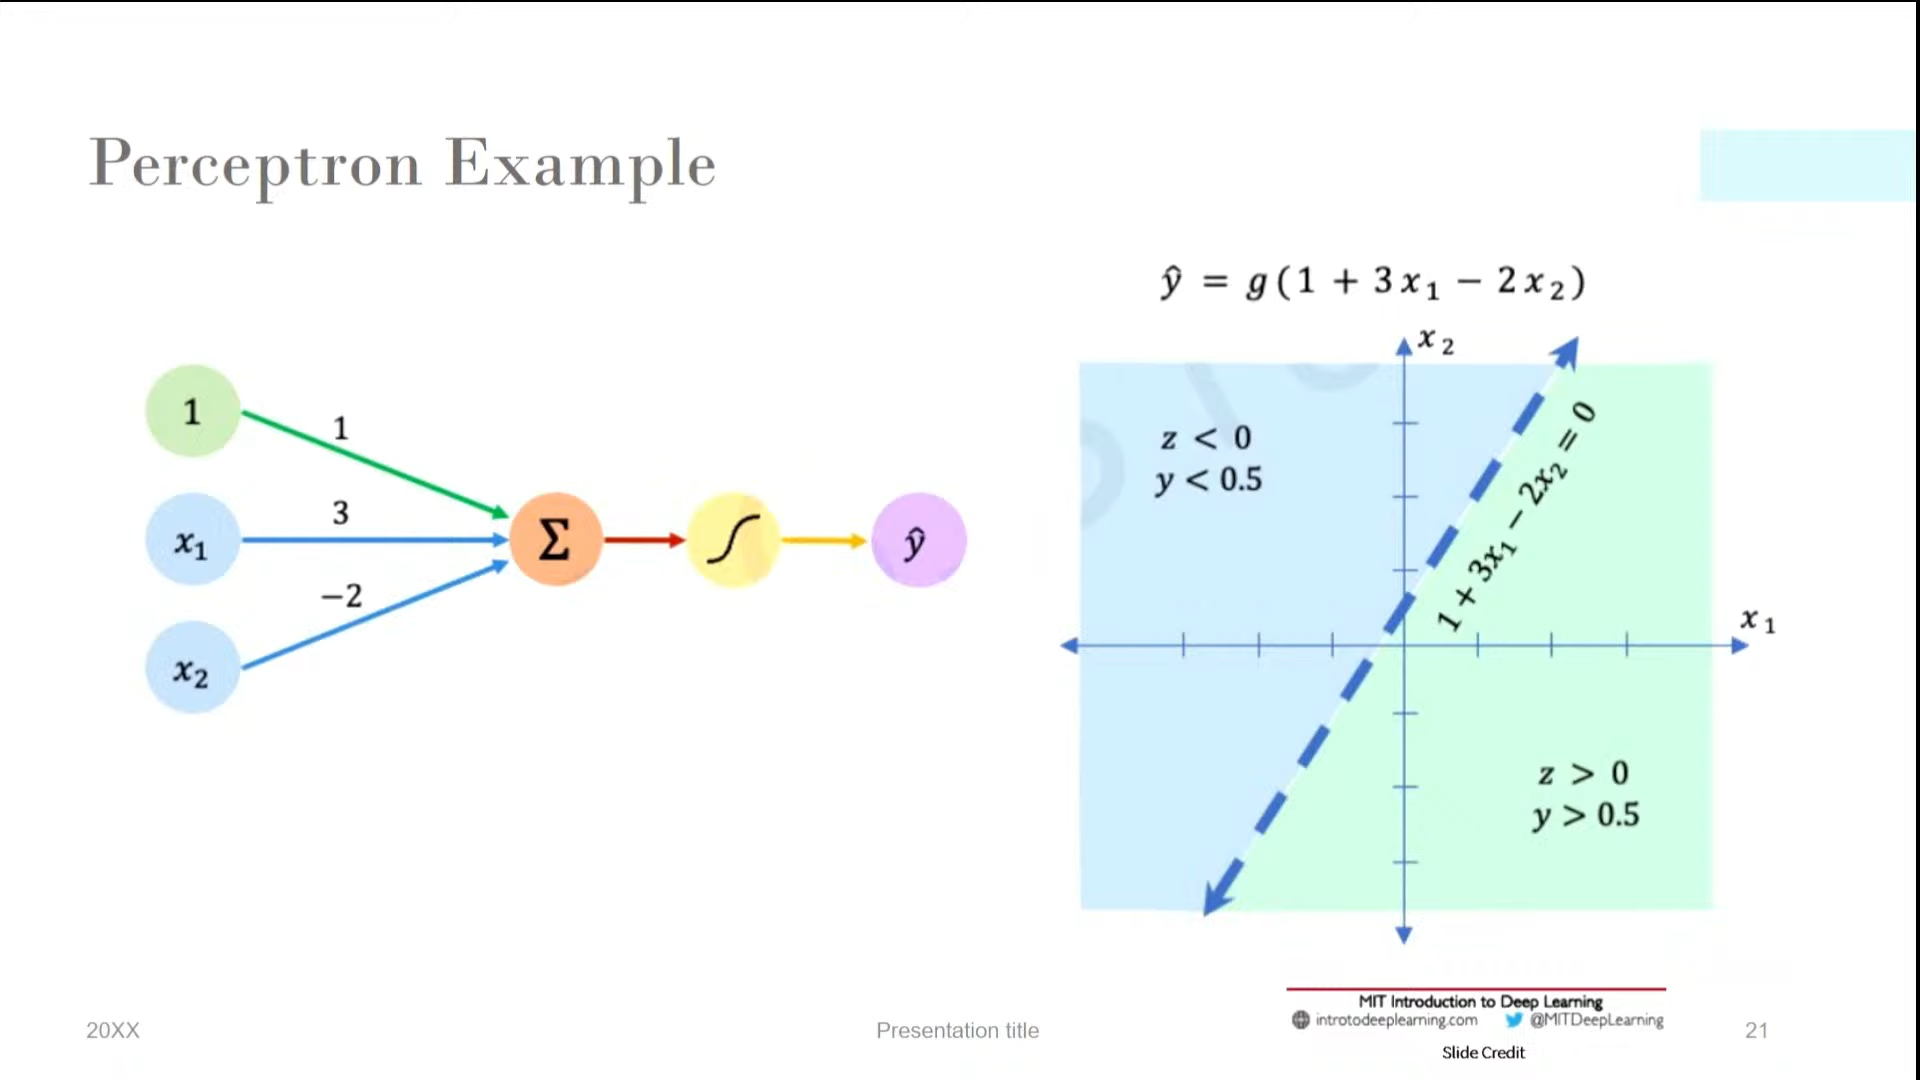 Perceptron Example
ŷ = g(1 + 3x₁ − 2x₂)
x₂
1
1
3
x₁
−2
x₂
Σ
ŷ
z < 0
y < 0.5
1 + 3x₁ − 2x₂ = 0
x₁
z > 0
y > 0.5
MIT Introduction to Deep Learning
introtodeeplearning.com @MITDeepLearning
Slide Credit
20XX
Presentation title
21